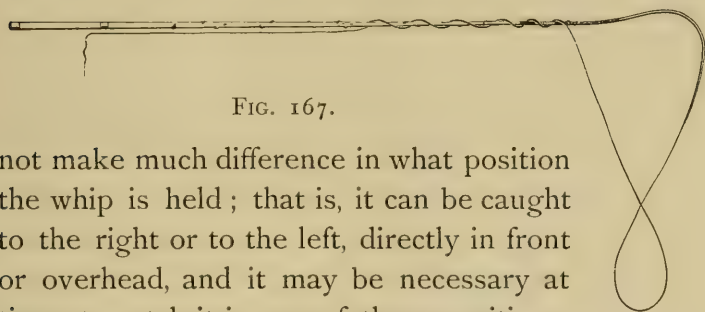 FIG. 167.
not make much difference in what position
the whip is held ; that is, it can be caught
to the right or to the left, directly in front
or overhead, and it may be necessary at